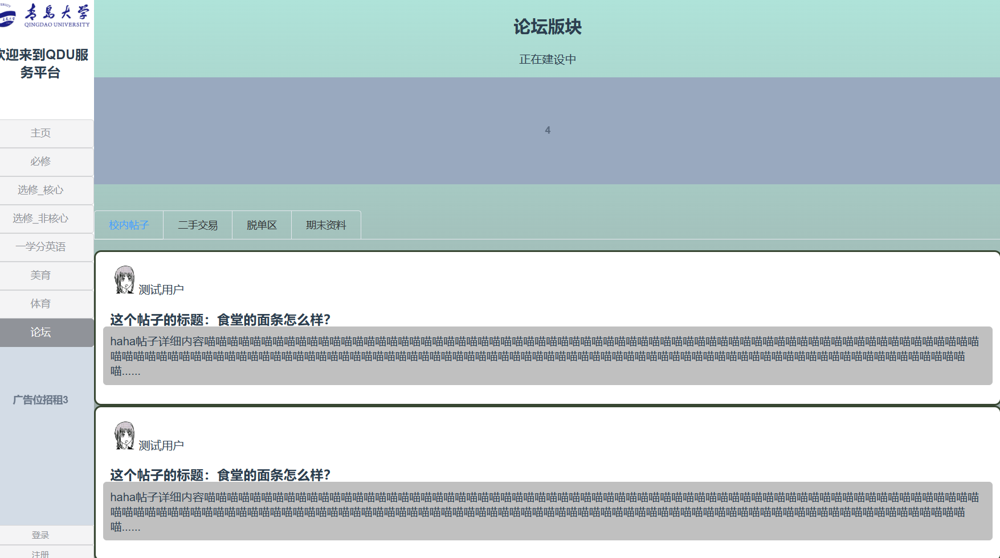 青岛大学
QINGDAO UNIVERSITY
欢迎来到QDU服
务平台
主页
必修
选修_核心
选修_非核心
一学分英语
美育
体育
论坛
广告位招租3
登录
注册
论坛版块
正在建设中
4
校内帖子
二手交易
脱单区
期末资料
测试用户
这个帖子的标题：食堂的面条怎么样？
haha帖子详细内容喵喵喵喵喵喵喵喵喵喵喵喵喵喵喵喵喵喵喵喵喵喵喵喵喵喵喵喵喵喵喵喵喵喵喵喵喵喵喵喵喵喵喵喵喵喵喵喵喵喵喵喵喵喵喵喵喵喵喵喵喵喵喵喵喵喵喵喵
喵喵喵喵喵喵喵喵喵喵喵喵喵喵喵喵喵喵喵喵喵喵喵喵喵喵喵喵喵喵喵喵喵喵喵喵喵喵喵喵喵喵喵喵喵喵喵喵喵喵喵喵喵喵喵喵喵喵喵喵喵喵喵喵喵喵喵喵喵喵喵喵喵喵喵
喵......
测试用户
这个帖子的标题：食堂的面条怎么样？
haha帖子详细内容喵喵喵喵喵喵喵喵喵喵喵喵喵喵喵喵喵喵喵喵喵喵喵喵喵喵喵喵喵喵喵喵喵喵喵喵喵喵喵喵喵喵喵喵喵喵喵喵喵喵喵喵喵喵喵喵喵喵喵喵喵喵喵喵喵喵喵喵
喵喵喵喵喵喵喵喵喵喵喵喵喵喵喵喵喵喵喵喵喵喵喵喵喵喵喵喵喵喵喵喵喵喵喵喵喵喵喵喵喵喵喵喵喵喵喵喵喵喵喵喵喵喵喵喵喵喵喵喵喵喵喵喵喵喵喵喵喵喵喵喵喵喵喵
喵......